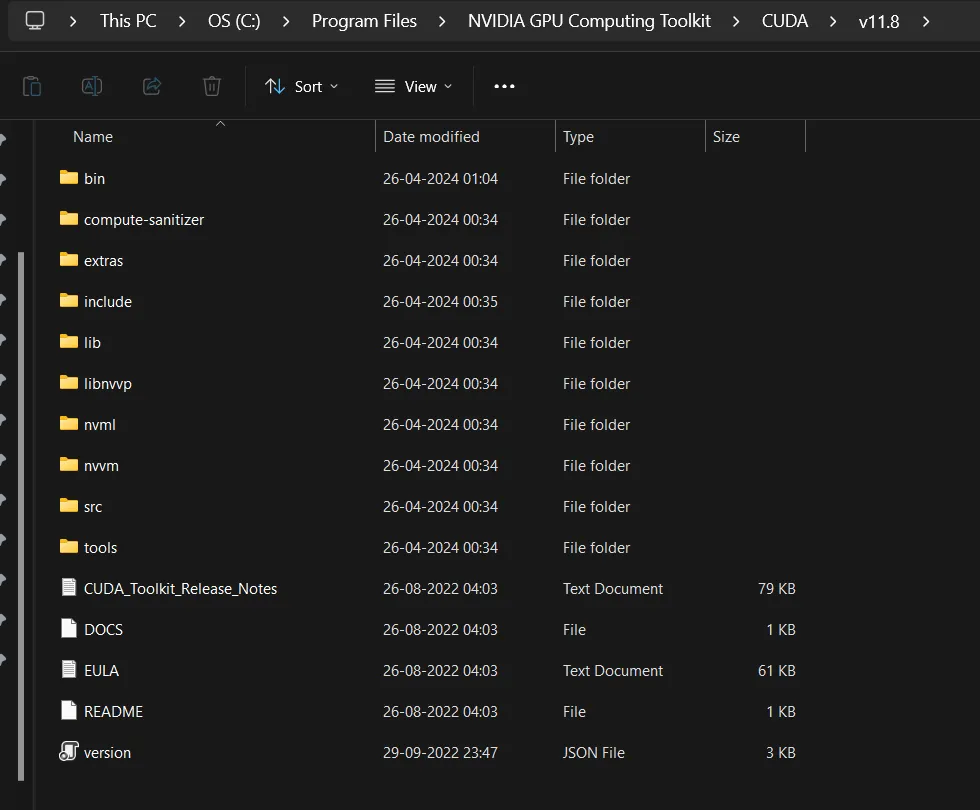 This PC > OS (C:) > Program Files > NVIDIA GPU Computing Toolkit > CUDA > v11.8 >
Sort View ...
Name Date modified Type Size
bin 26-04-2024 01:04 File folder
compute-sanitizer 26-04-2024 00:34 File folder
extras 26-04-2024 00:34 File folder
include 26-04-2024 00:35 File folder
lib 26-04-2024 00:34 File folder
libnvvp 26-04-2024 00:34 File folder
nvml 26-04-2024 00:34 File folder
nvvm 26-04-2024 00:34 File folder
src 26-04-2024 00:34 File folder
tools 26-04-2024 00:34 File folder
CUDA_Toolkit_Release_Notes 26-08-2022 04:03 Text Document 79 KB
DOCS 26-08-2022 04:03 File 1 KB
EULA 26-08-2022 04:03 Text Document 61 KB
README 26-08-2022 04:03 File 1 KB
version 29-09-2022 23:47 JSON File 3 KB